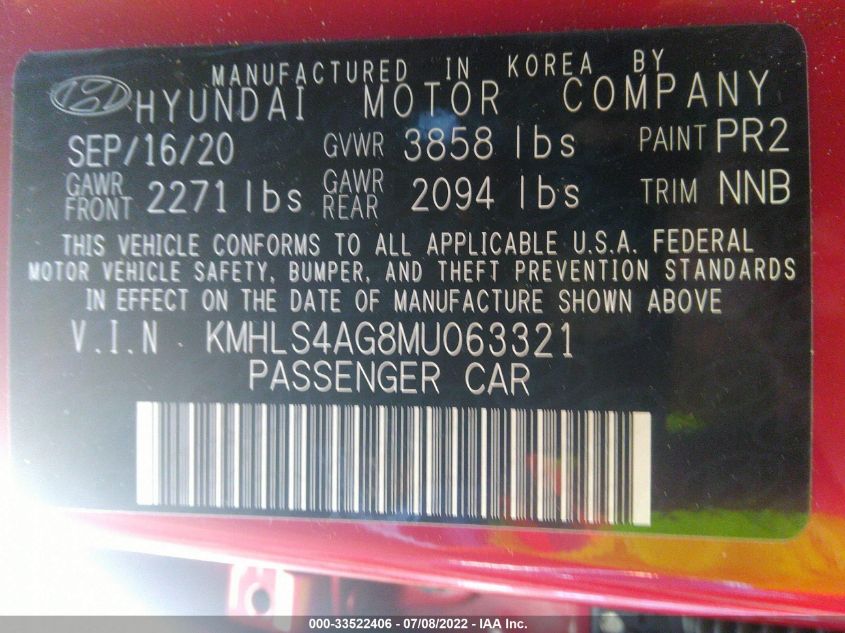 MANUFACTURED IN KOREA BY
HYUNDAI MOTOR COMPANY
SEP/16/20 GVWR 3858 lbs PAINT PR2
GAWR FRONT 2271 lbs GAWR REAR 2094 lbs TRIM NNB
THIS VEHICLE CONFORMS TO ALL APPLICABLE U.S.A. FEDERAL
MOTOR VEHICLE SAFETY, BUMPER, AND THEFT PREVENTION STANDARDS
IN EFFECT ON THE DATE OF MANUFACTURE SHOWN ABOVE
V.I.N KMHLS4AG8MU063321
PASSENGER CAR
000-33522406 - 07/08/2022 - IAA Inc.